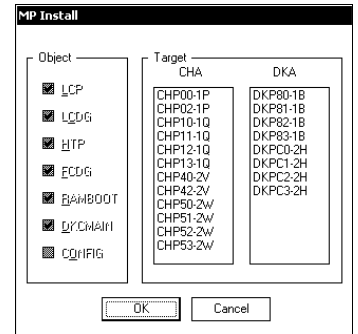 MP Install
Object
LCP
LCDG
HTP
FCDG
RAMBOOT
DKCMAIN
CONFIG
Target
CHA
CHP00-1P
CHP02-1P
CHP10-1Q
CHP11-1Q
CHP12-1Q
CHP13-1Q
CHP40-2V
CHP42-2V
CHP50-2W
CHP51-2W
CHP52-2W
CHP53-2W
DKA
DKP80-1B
DKP81-1B
DKP82-1B
DKP83-1B
DKPC0-2H
DKPC1-2H
DKPC2-2H
DKPC3-2H
OK
Cancel